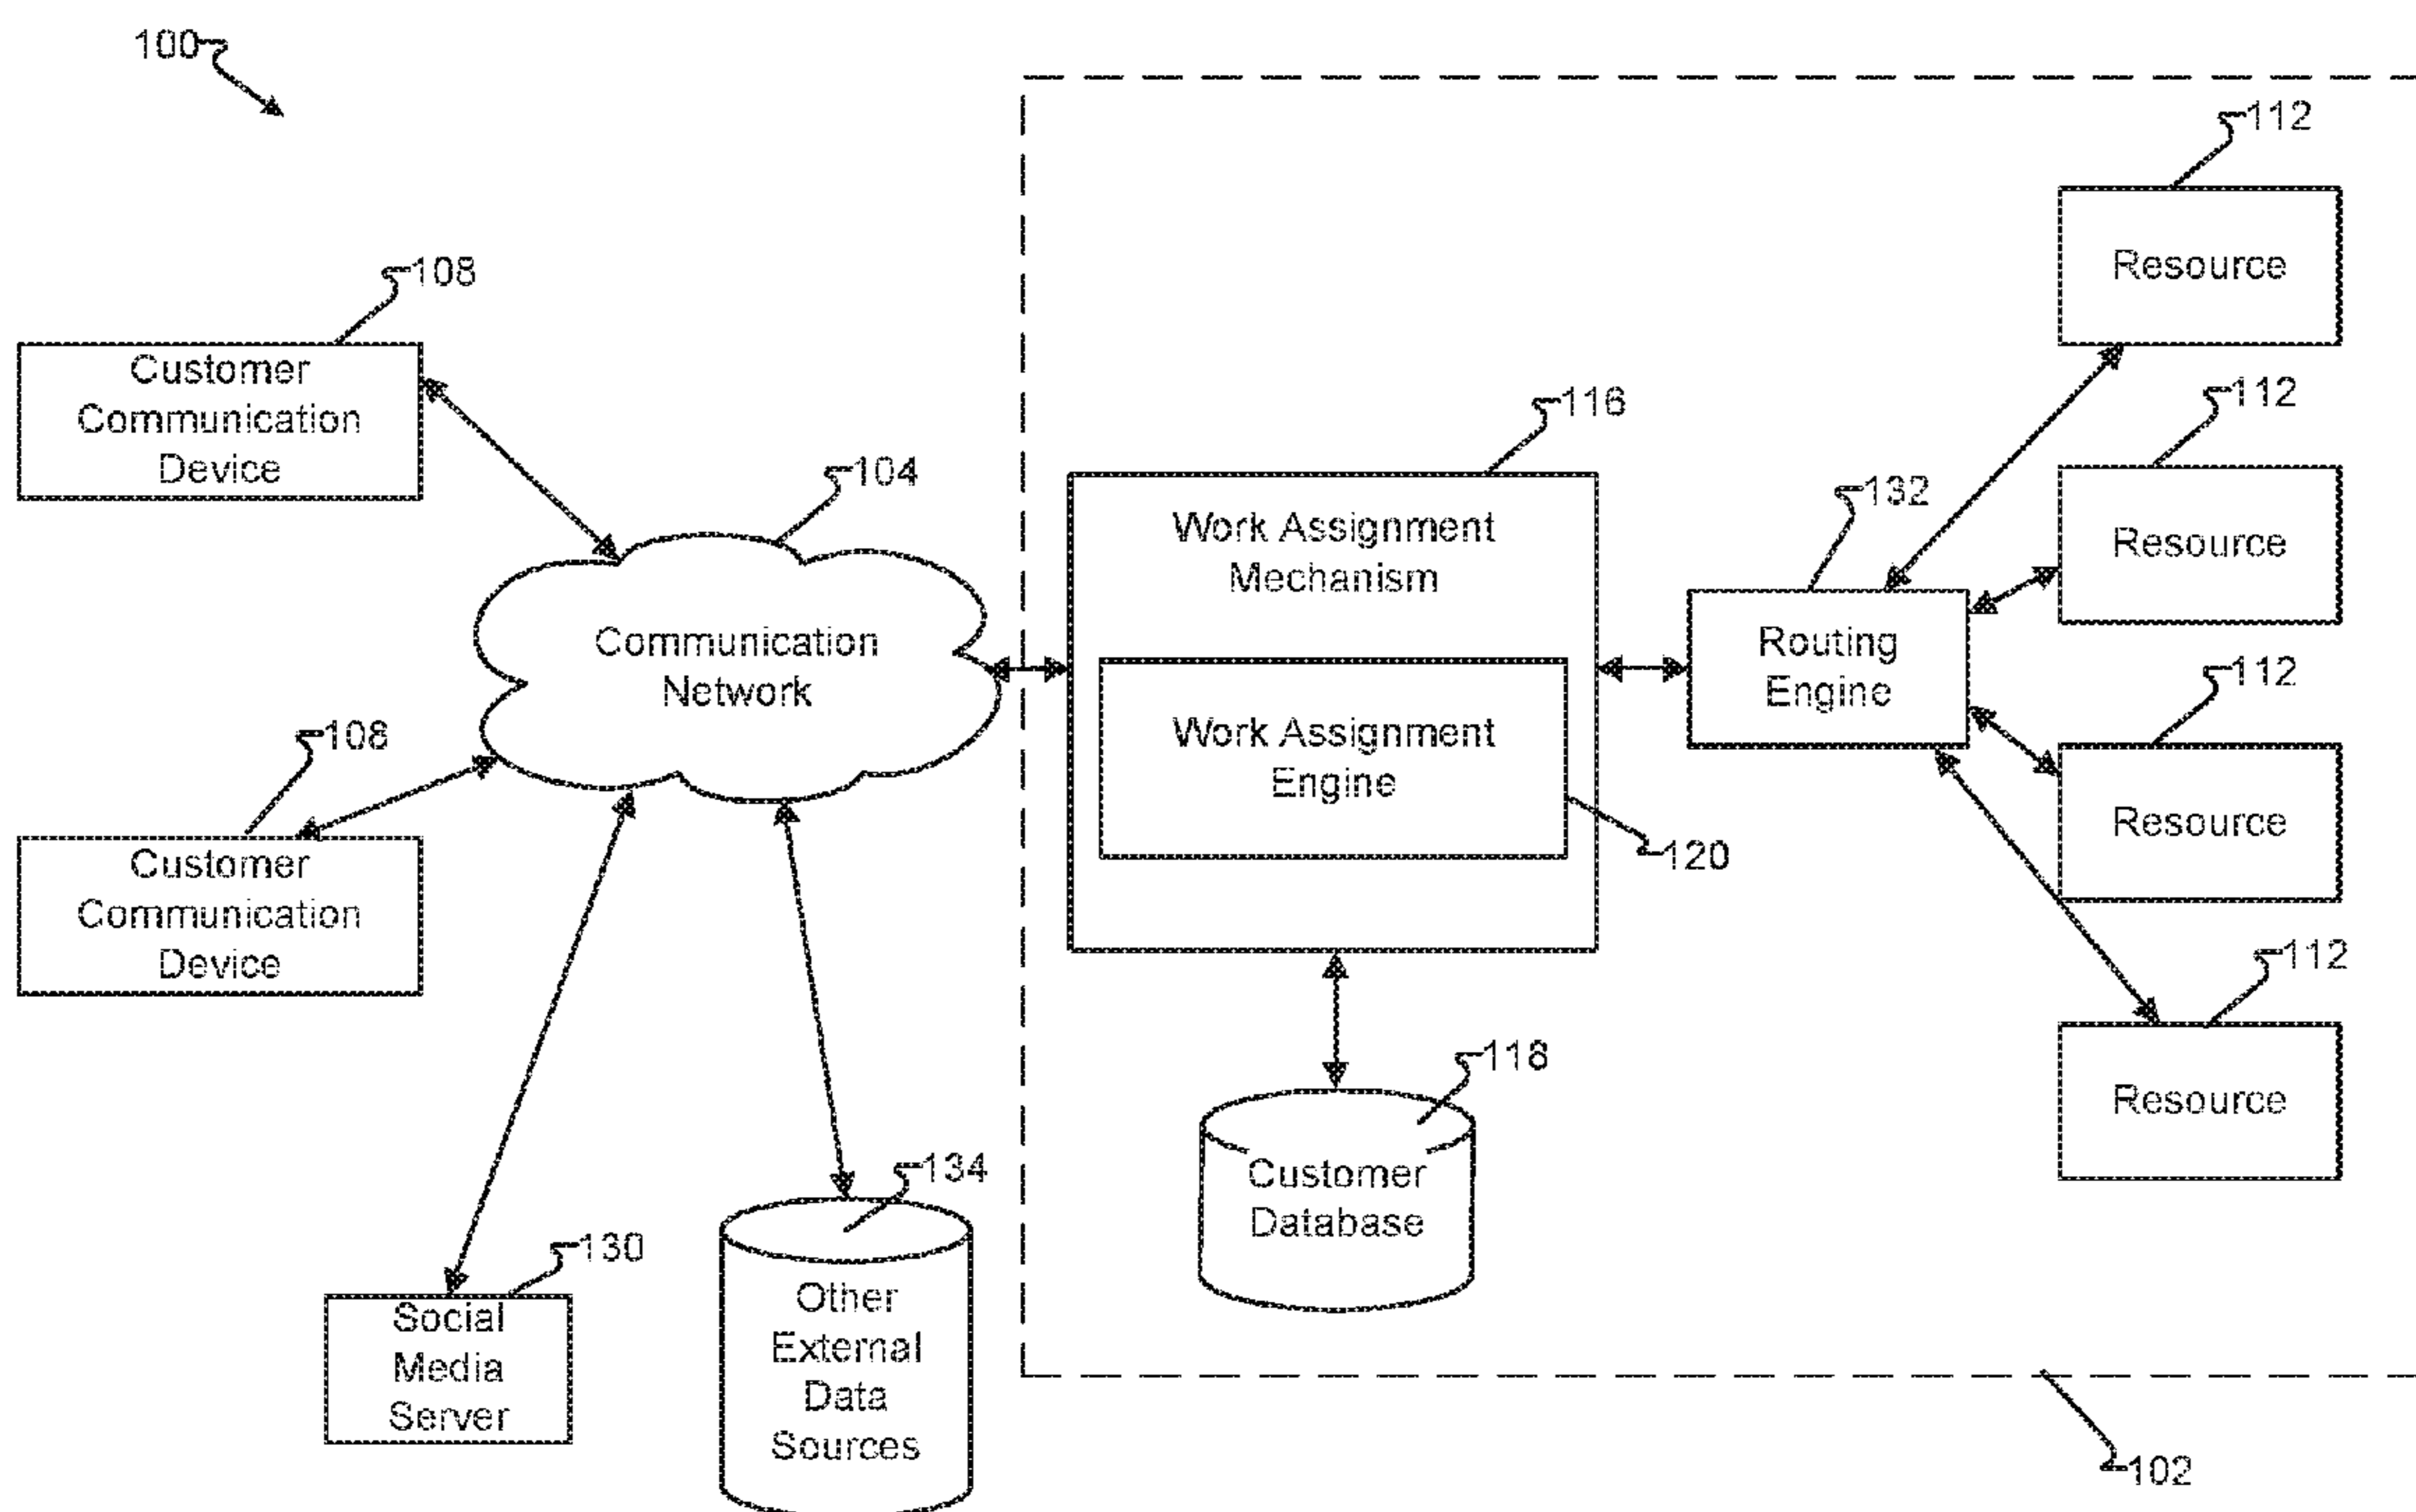 100
112
Resource
108
Customer
Communication
Device
112
Resource
116
104
132
Work Assignment
Mechanism
Communication
Network
Routing
Engine
112
Resource
108
Work Assignment
Engine
120
Customer
Communication
Device
112
Resource
118
Customer
Database
134
Other
External
Data
Sources
130
Social
Media
Server
102